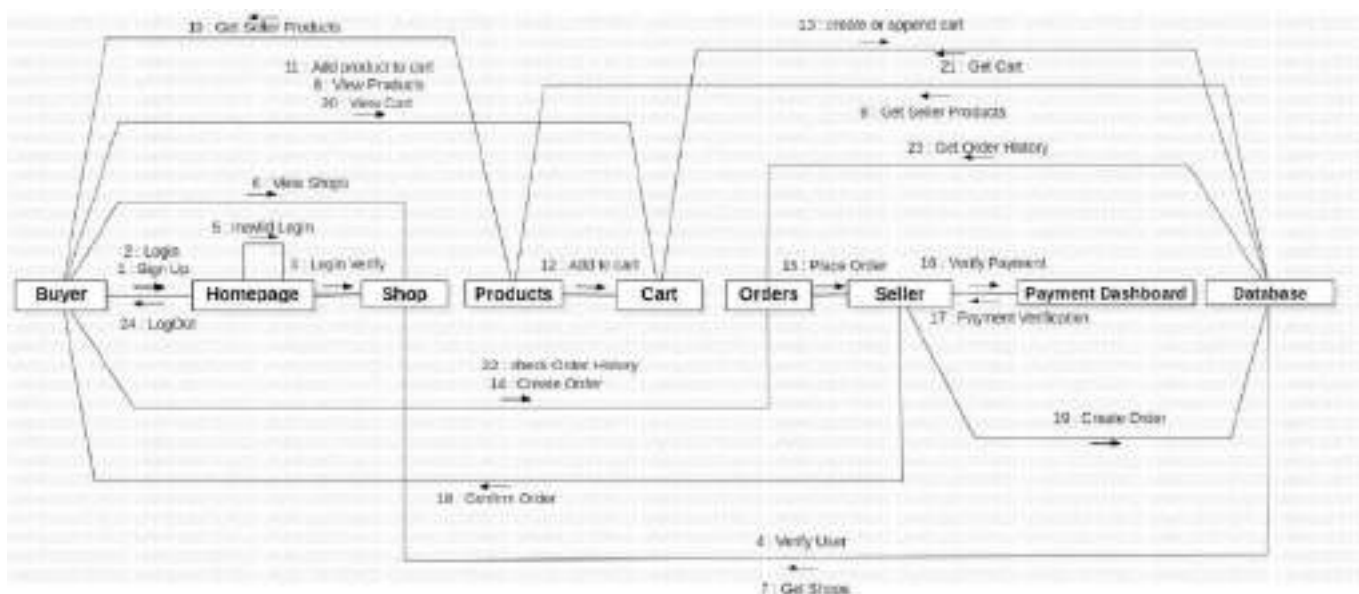 10 : Get Seller Products
13 : create or append cart
11 : Add product to cart
8 : View Products
20 : View Cart
21 : Get Cart
9 : Get Seller Products
23 : Get Order History
6 : View Shops
5 : Invalid Login
2 : Login
1 : Sign Up
3 : Login Verify
12 : Add to cart
15 : Place Order
16 : Verify Payment
Buyer
Homepage
Shop
Products
Cart
Orders
Seller
Payment Dashboard
Database
24 : LogOut
17 : Payment Verification
22 : check Order History
14 : Create Order
19 : Create Order
18 : Confirm Order
4 : Verify User
7 : Get Shops